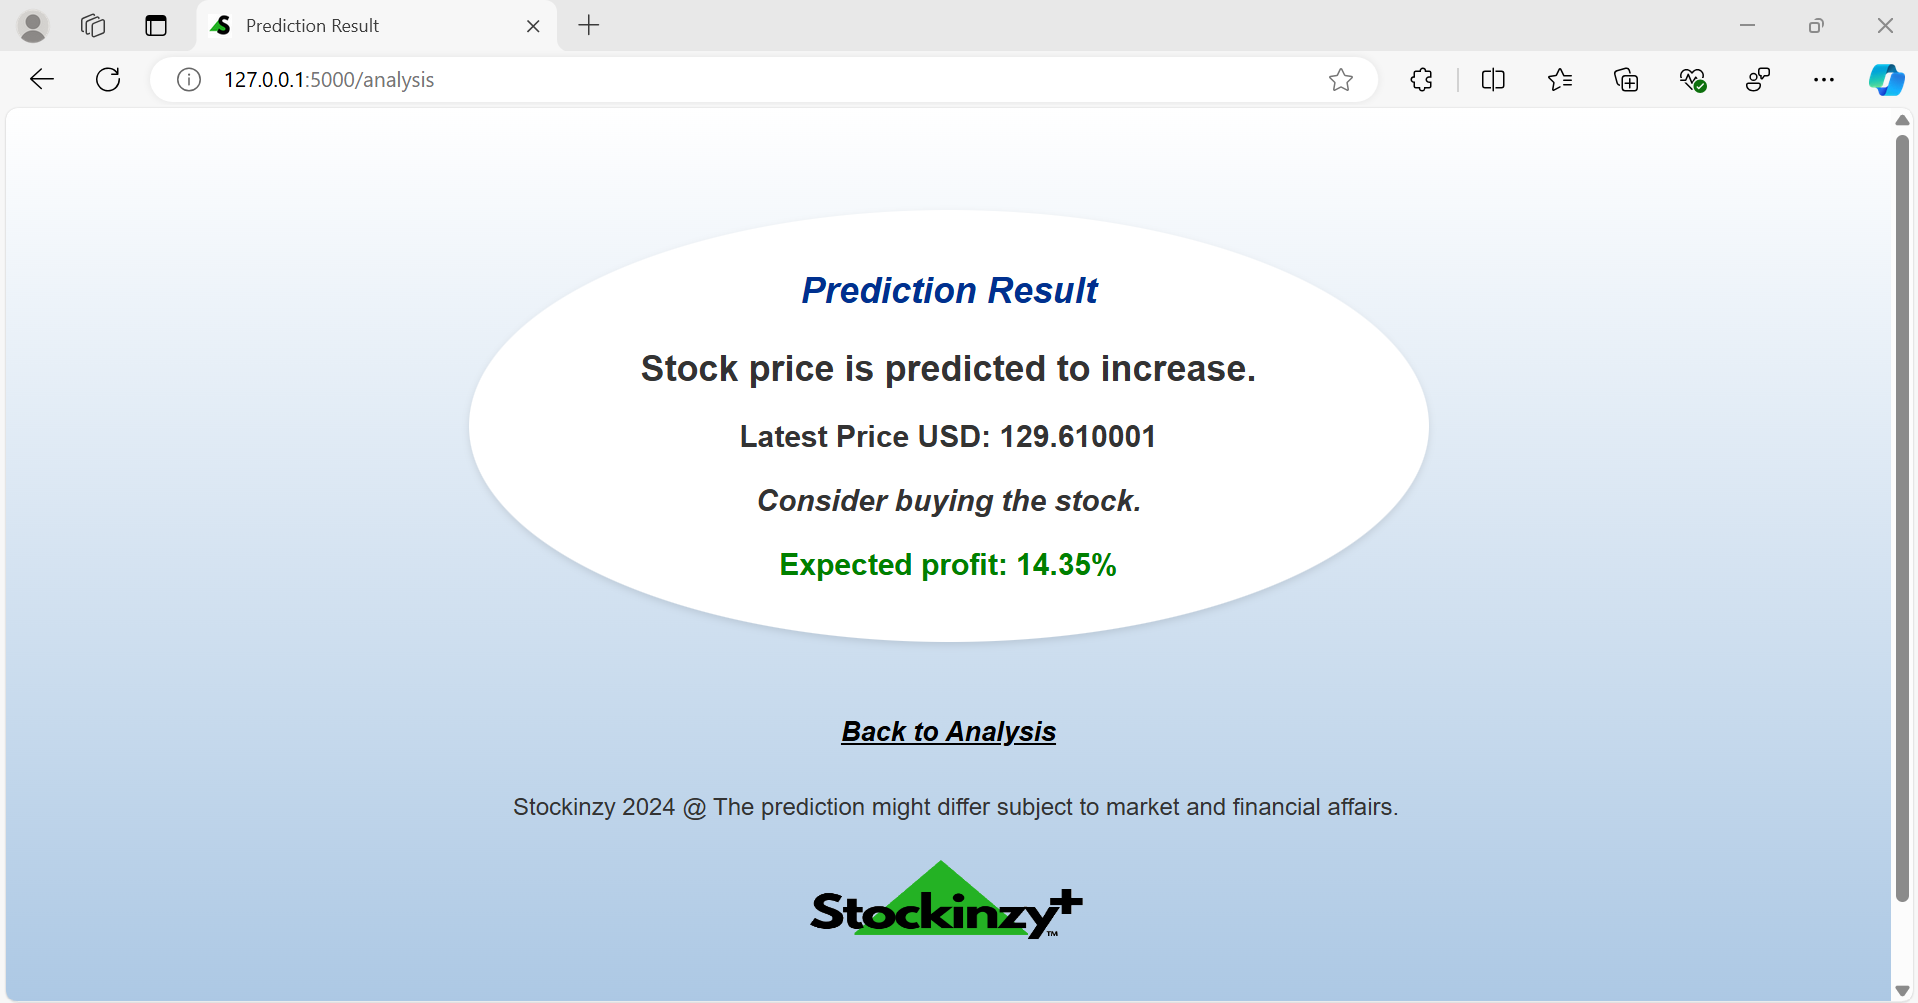 Prediction Result
127.0.0.1:5000/analysis
Prediction Result
Stock price is predicted to increase.
Latest Price USD: 129.610001
Consider buying the stock.
Expected profit: 14.35%
Back to Analysis
Stockinzy 2024 @ The prediction might differ subject to market and financial affairs.
Stockinzy+™